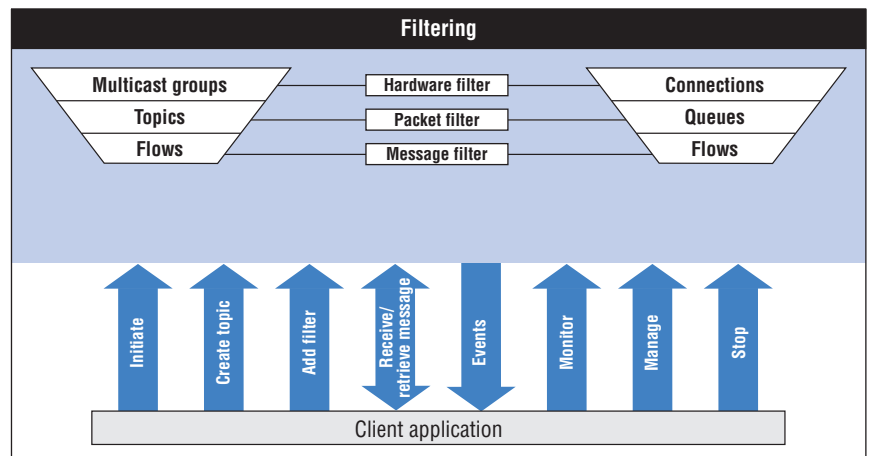 Filtering
Multicast groups
Hardware filter
Connections
Topics
Packet filter
Queues
Flows
Message filter
Flows
Initiate
Create topic
Add filter
Receive/
retrieve message
Events
Monitor
Manage
Stop
Client application